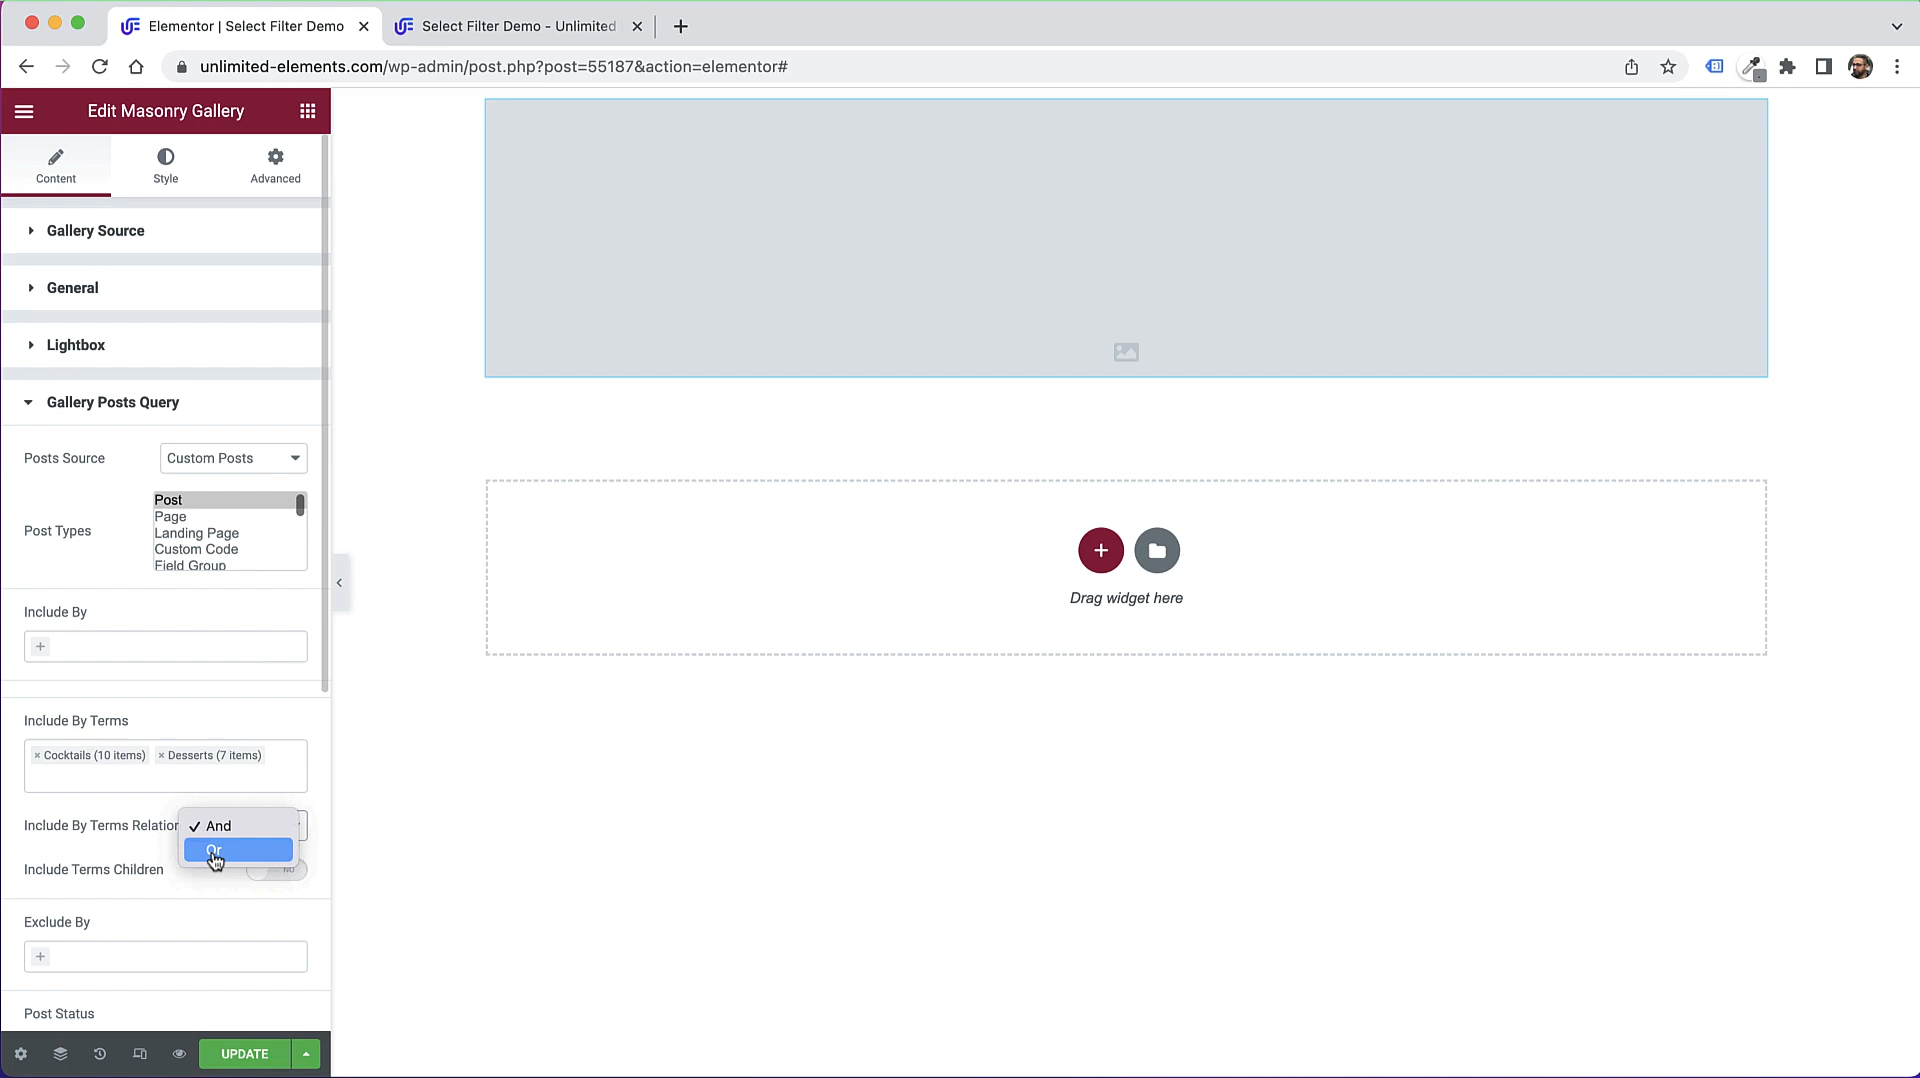 Elementor | Select Filter Demo
Select Filter Demo - Unlimited
unlimited-elements.com/wp-admin/post.php?post=55187&action=elementor#
Edit Masonry Gallery
Content
Style
Advanced
Gallery Source
General
Lightbox
Gallery Posts Query
Posts Source
Custom Posts
Post Types
Post
Page
Landing Page
Custom Code
Field Group
Include By
+
Include By Terms
× Cocktails (10 items) × Desserts (7 items)
Include By Terms Relation
✓ And
Or
Include Terms Children
NO
Exclude By
+
Post Status
UPDATE
Drag widget here